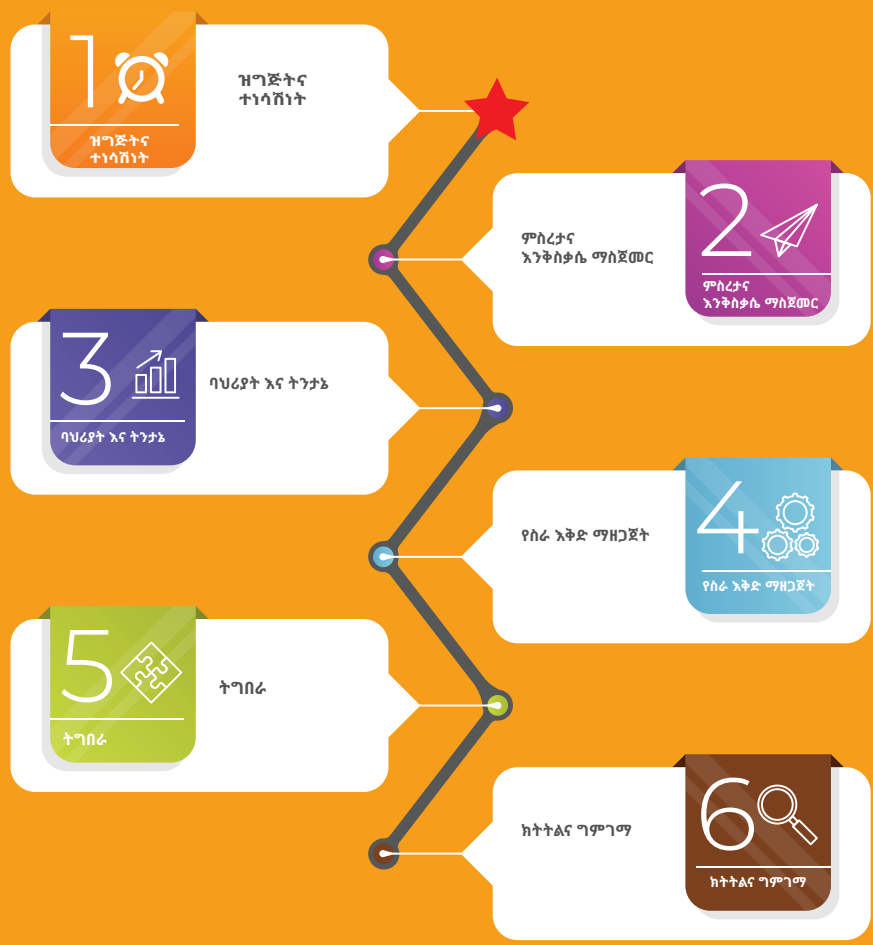 1
ዝግጅትና
ተነሳሽነት
ዝግጅትና
ተነሳሽነት
2
ምስረታና
እንቅስቃሴ ማስጀመር
ምስረታና
እንቅስቃሴ ማስጀመር
3
ባህሪያት እና ትንታኔ
ባህሪያት እና ትንታኔ
4
የስራ እቅድ ማዘጋጀት
የስራ እቅድ ማዘጋጀት
5
ትግበራ
ትግበራ
6
ክትትልና ግምገማ
ክትትልና ግምገማ